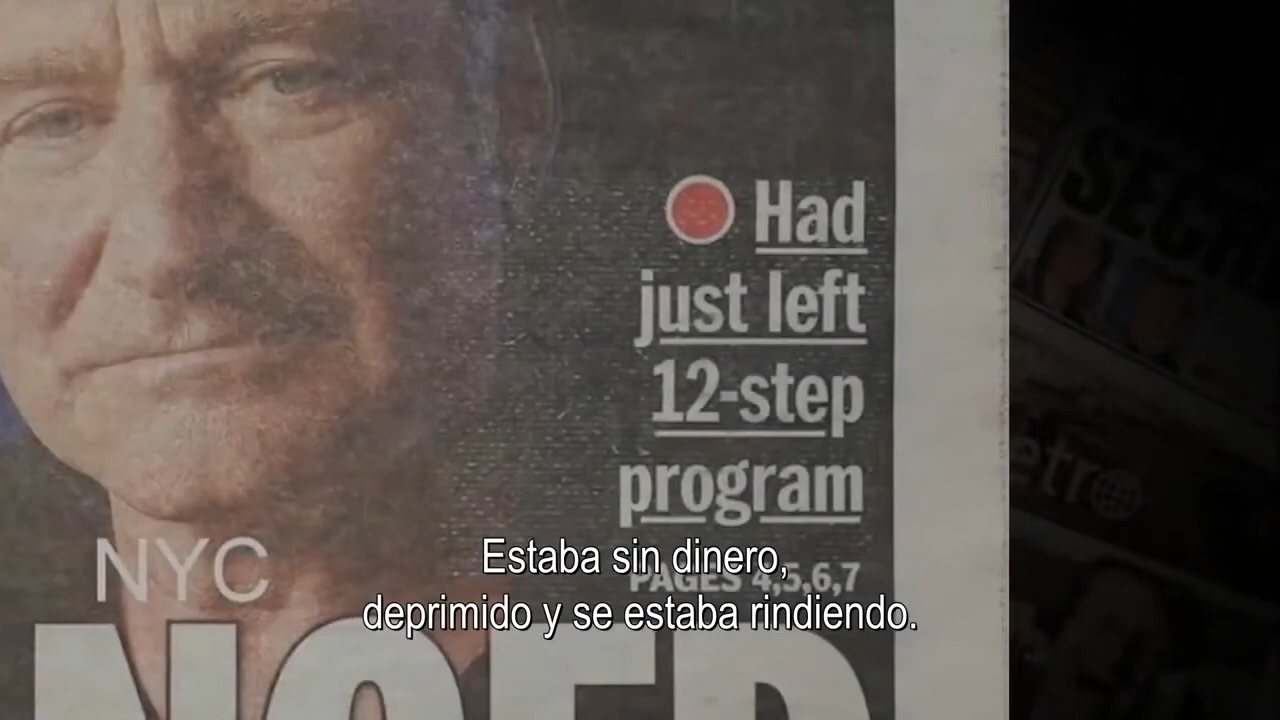 Had
just left
12-step
program
PAGES 4,5,6,7
NYC
Estaba sin dinero,
deprimido y se estaba rindiendo.